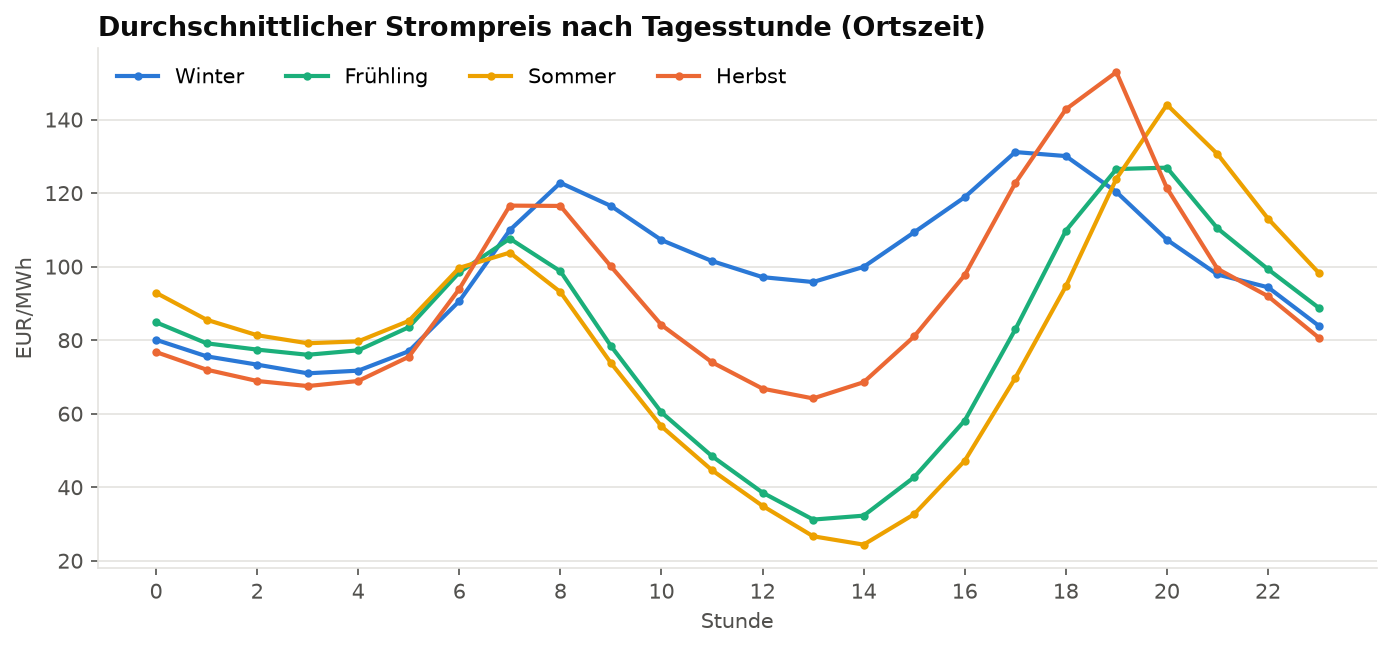 Durchschnittlicher Strompreis nach Tagesstunde (Ortszeit)
Winter Frühling Sommer Herbst
140
120
100
80
60
40
20
EUR/MWh
0 2 4 6 8 10 12 14 16 18 20 22
Stunde